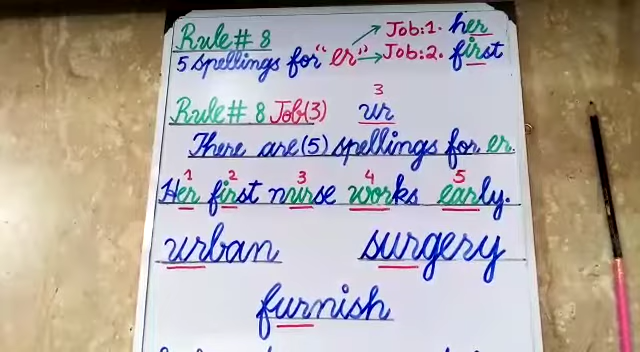 Rule# 8
5 spellings for "er" → Job:1. her
→ Job:2. first
Rule# 8 Job(3) ur 3
There are (5) spellings for er.
1 2 3 4 5
Her first nurse works early.
urban surgery
furnish